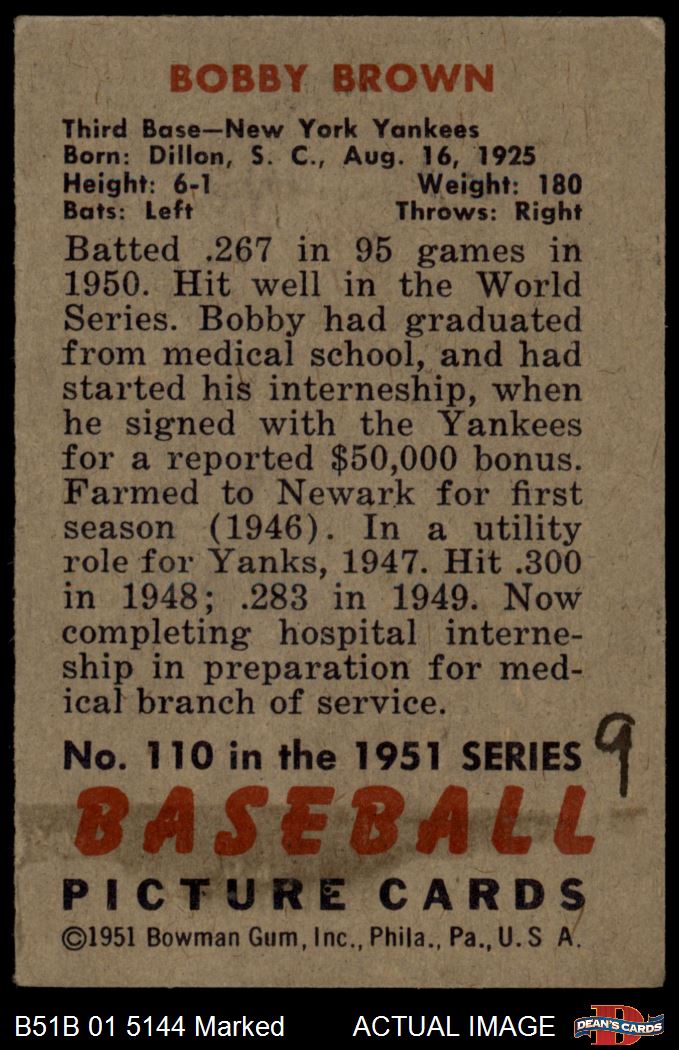 BOBBY BROWN
Third Base—New York Yankees
Born: Dillon, S. C., Aug. 16, 1925
Height: 6-1 Weight: 180
Bats: Left Throws: Right
Batted .267 in 95 games in
1950. Hit well in the World
Series. Bobby had graduated
from medical school, and had
started his interneship, when
he signed with the Yankees
for a reported $50,000 bonus.
Farmed to Newark for first
season (1946). In a utility
role for Yanks, 1947. Hit .300
in 1948; .283 in 1949. Now
completing hospital interne-
ship in preparation for med-
ical branch of service.
No. 110 in the 1951 SERIES
9
BASEBALL
PICTURE CARDS
©1951 Bowman Gum, Inc., Phila., Pa., U.S A.
B51B 01 5144 Marked ACTUAL IMAGE
D
DEAN'S CARDS